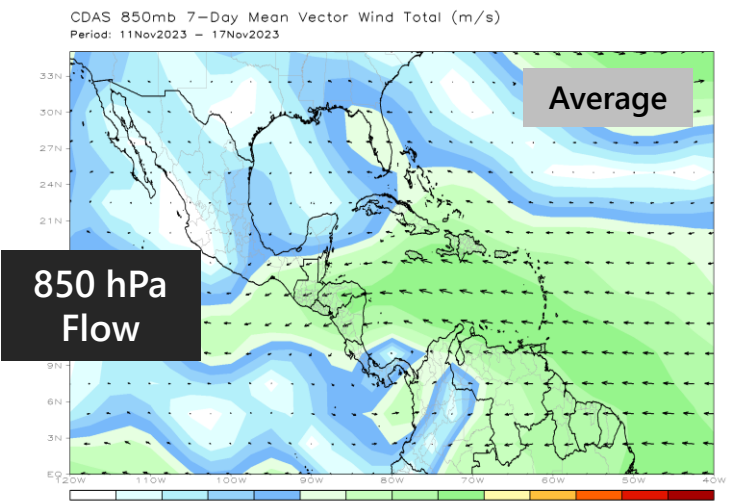 CDAS 850mb 7-Day Mean Vector Wind Total (m/s)
Period: 11Nov2023 - 17Nov2023
Average
33N
30N
27N
24N
21N
850 hPa
Flow
9N
6N
3N
EQ
120W 110W 100W 90W 80W 70W 60W 50W 40W